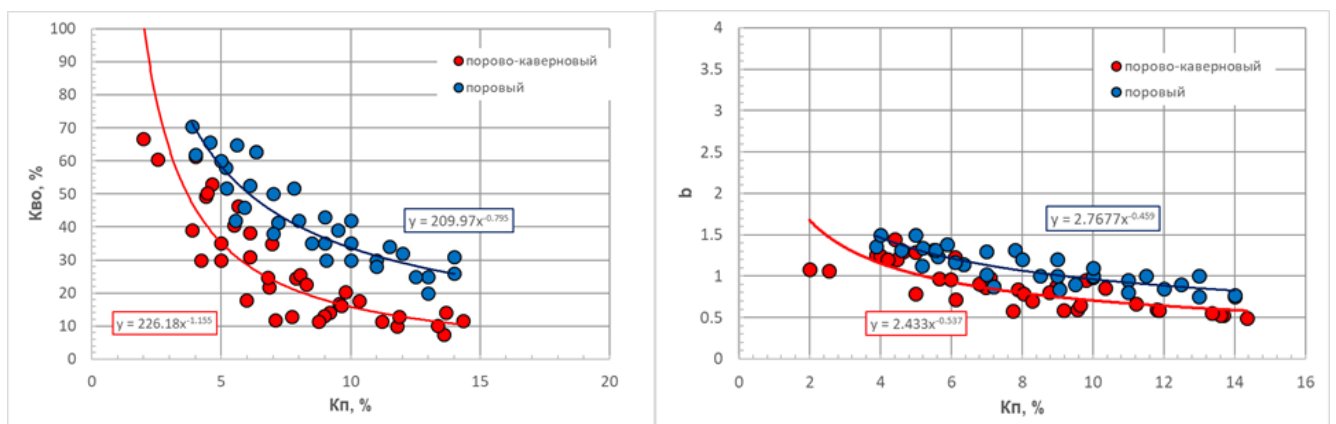 100
90
80
70
60
50
40
30
20
10
0
Кво, %
порово-каверновый
поровый
y = 209.97x^-0.795
y = 226.18x^-1.155
0 5 10 15 20
Кп, %
4
3.5
3
2.5
2
1.5
1
0.5
0
b
порово-каверновый
поровый
y = 2.7677x^-0.459
y = 2.433x^-0.537
0 2 4 6 8 10 12 14 16
Кп, %